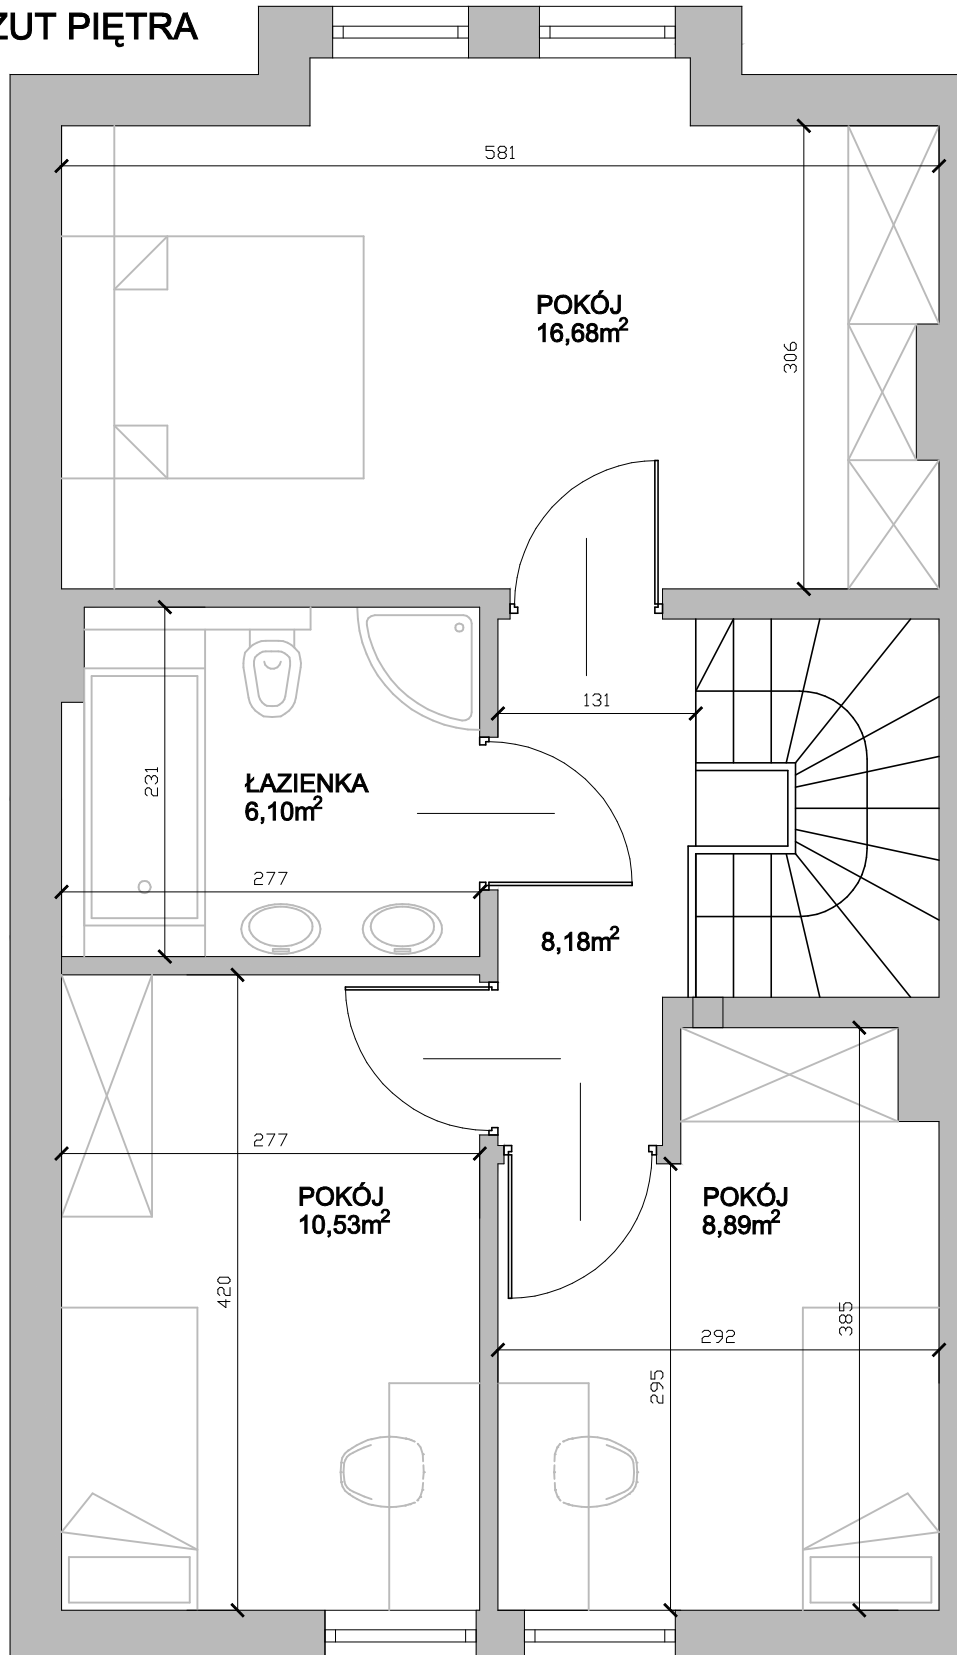 ZUT PIĘTRA
581
POKÓJ
16,68m²
306
131
ŁAZIENKA
6,10m²
231
277
8,18m²
277
POKÓJ
10,53m²
POKÓJ
8,89m²
420
385
292
295